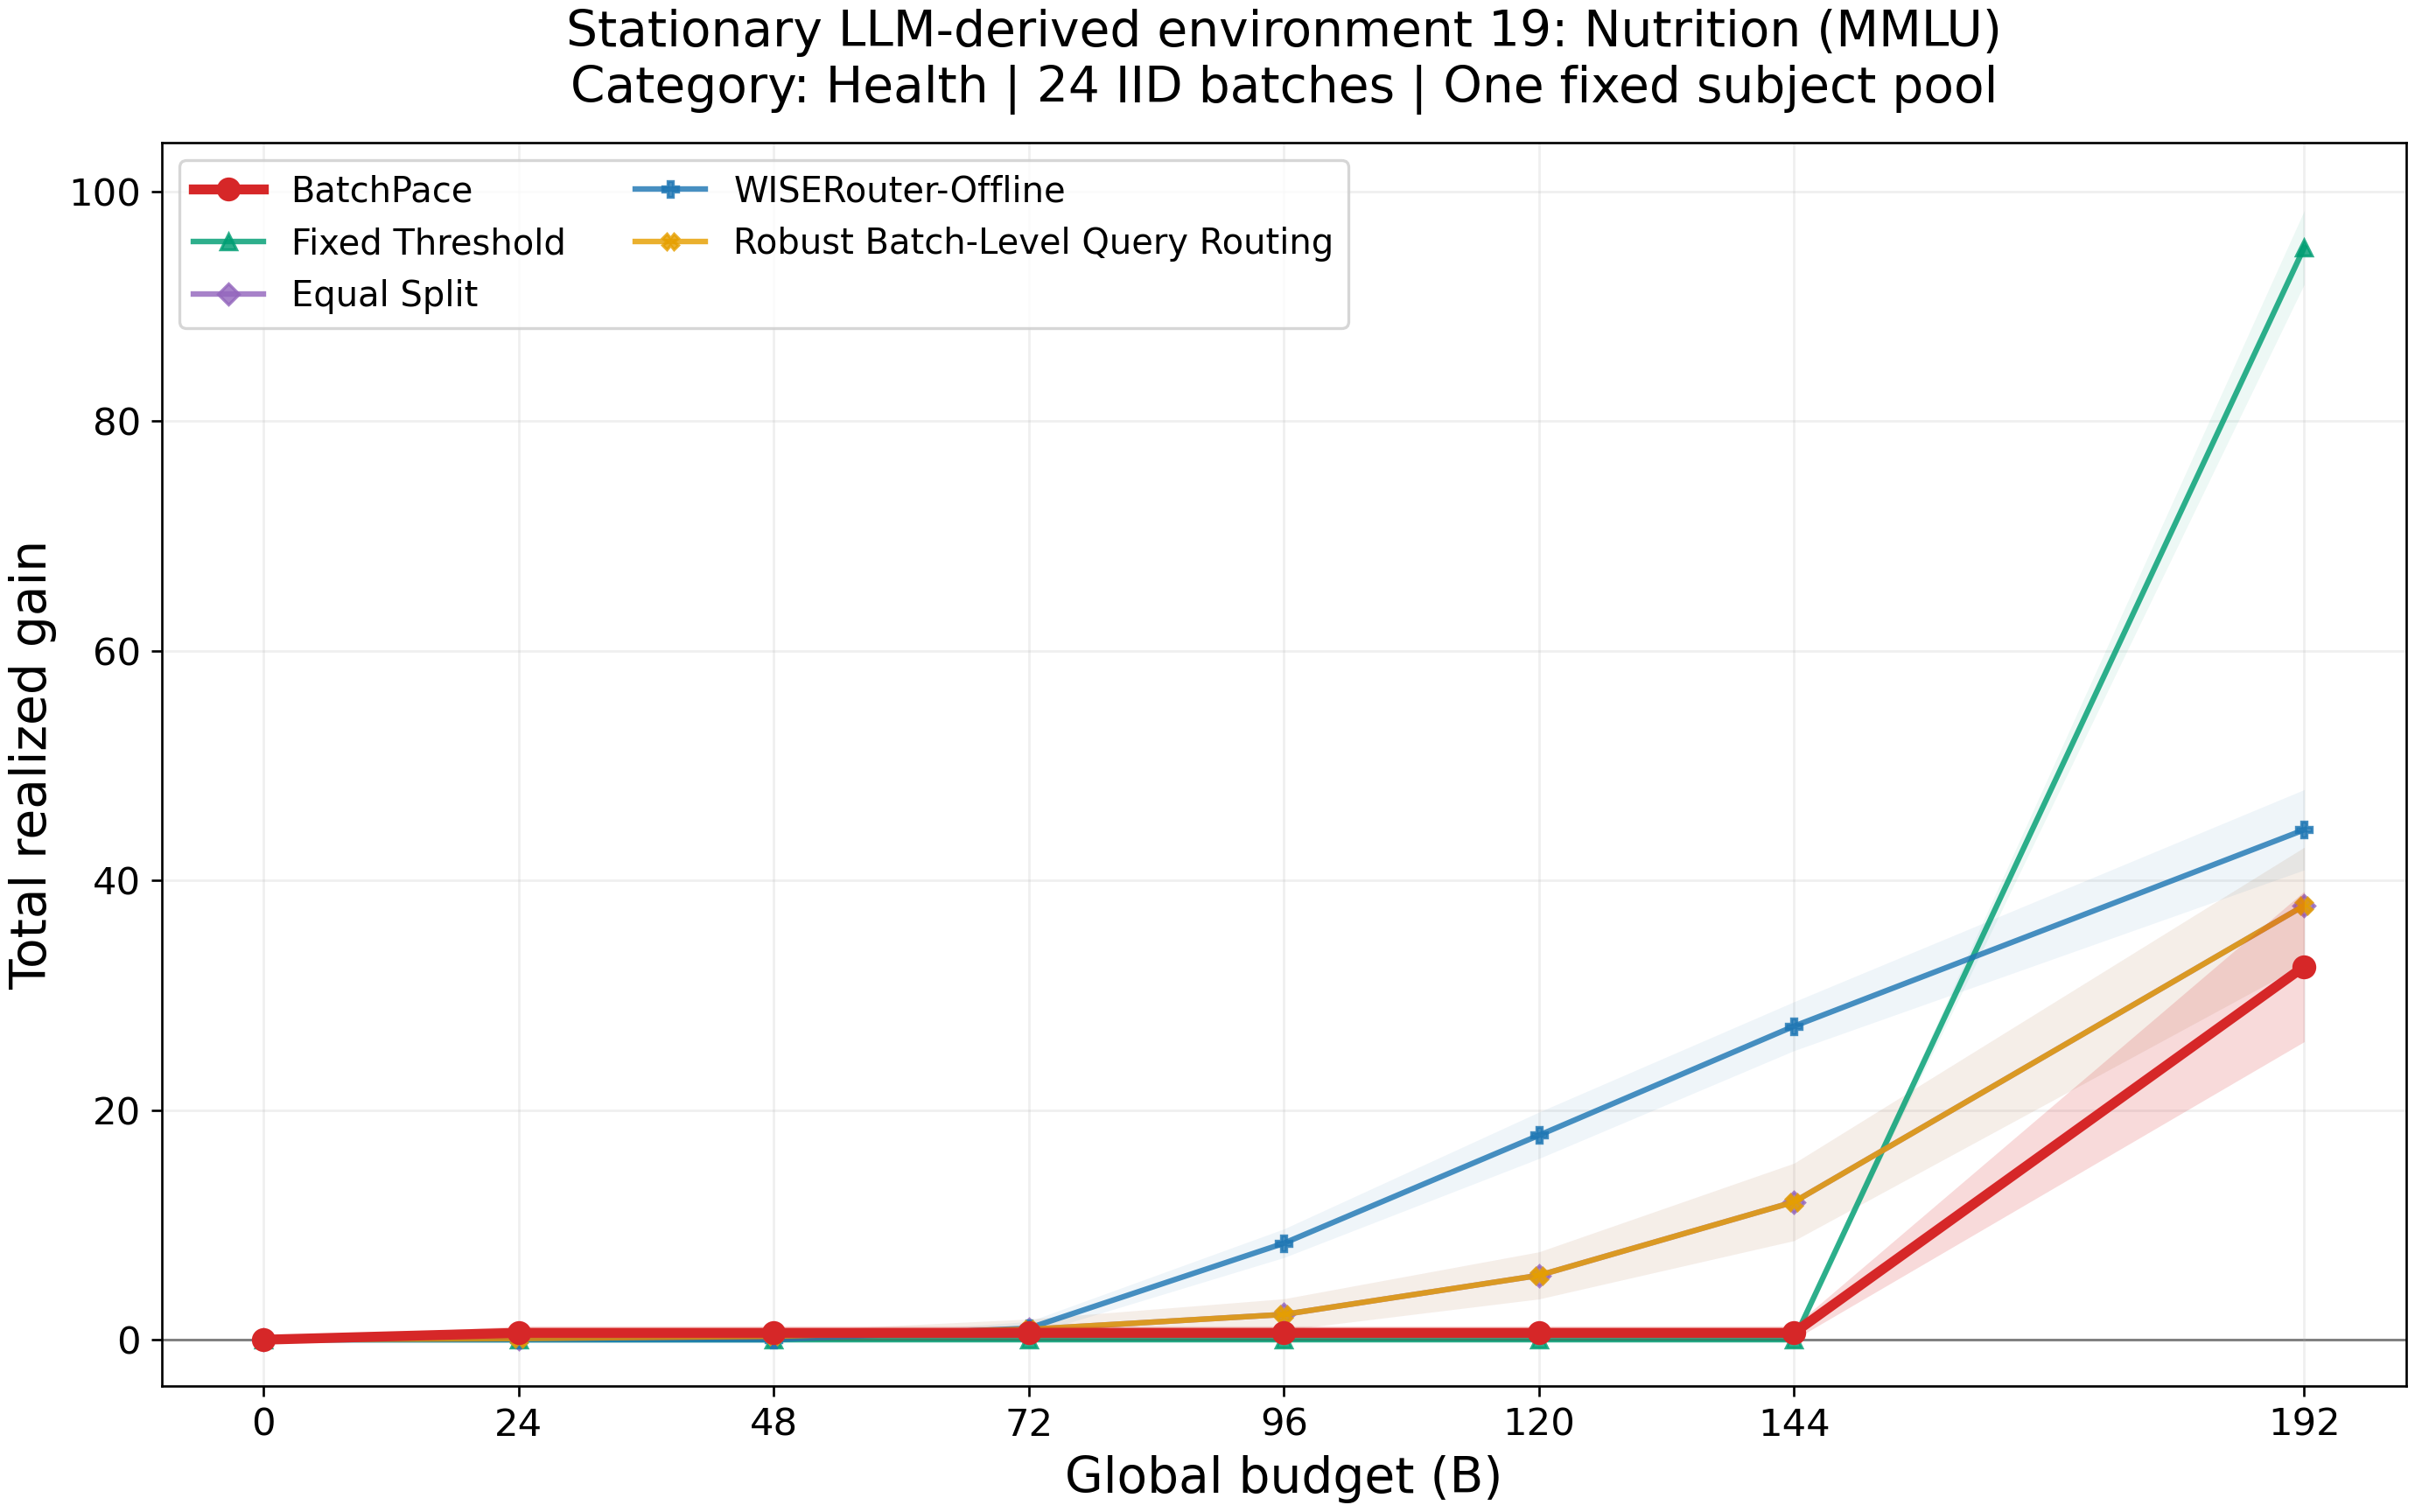 Stationary LLM-derived environment 19: Nutrition (MMLU)
Category: Health | 24 IID batches | One fixed subject pool
BatchPace
Fixed Threshold
Equal Split
WISERouter-Offline
Robust Batch-Level Query Routing
Total realized gain
100
80
60
40
20
0
0 24 48 72 96 120 144 192
Global budget (B)